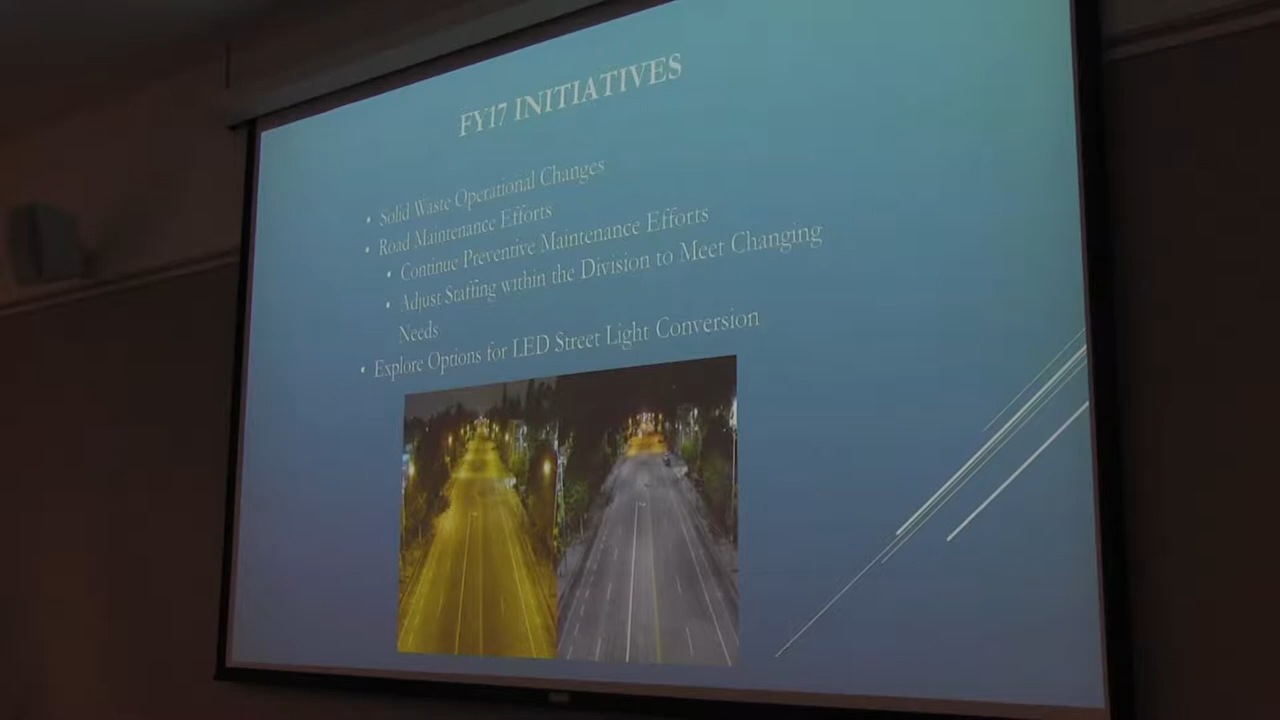 FY17 INITIATIVES
• Solid Waste Operational Changes
• Road Maintenance Efforts
• Continue Preventive Maintenance Efforts
• Adjust Staffing within the Division to Meet Changing
Needs
• Explore Options for LED Street Light Conversion